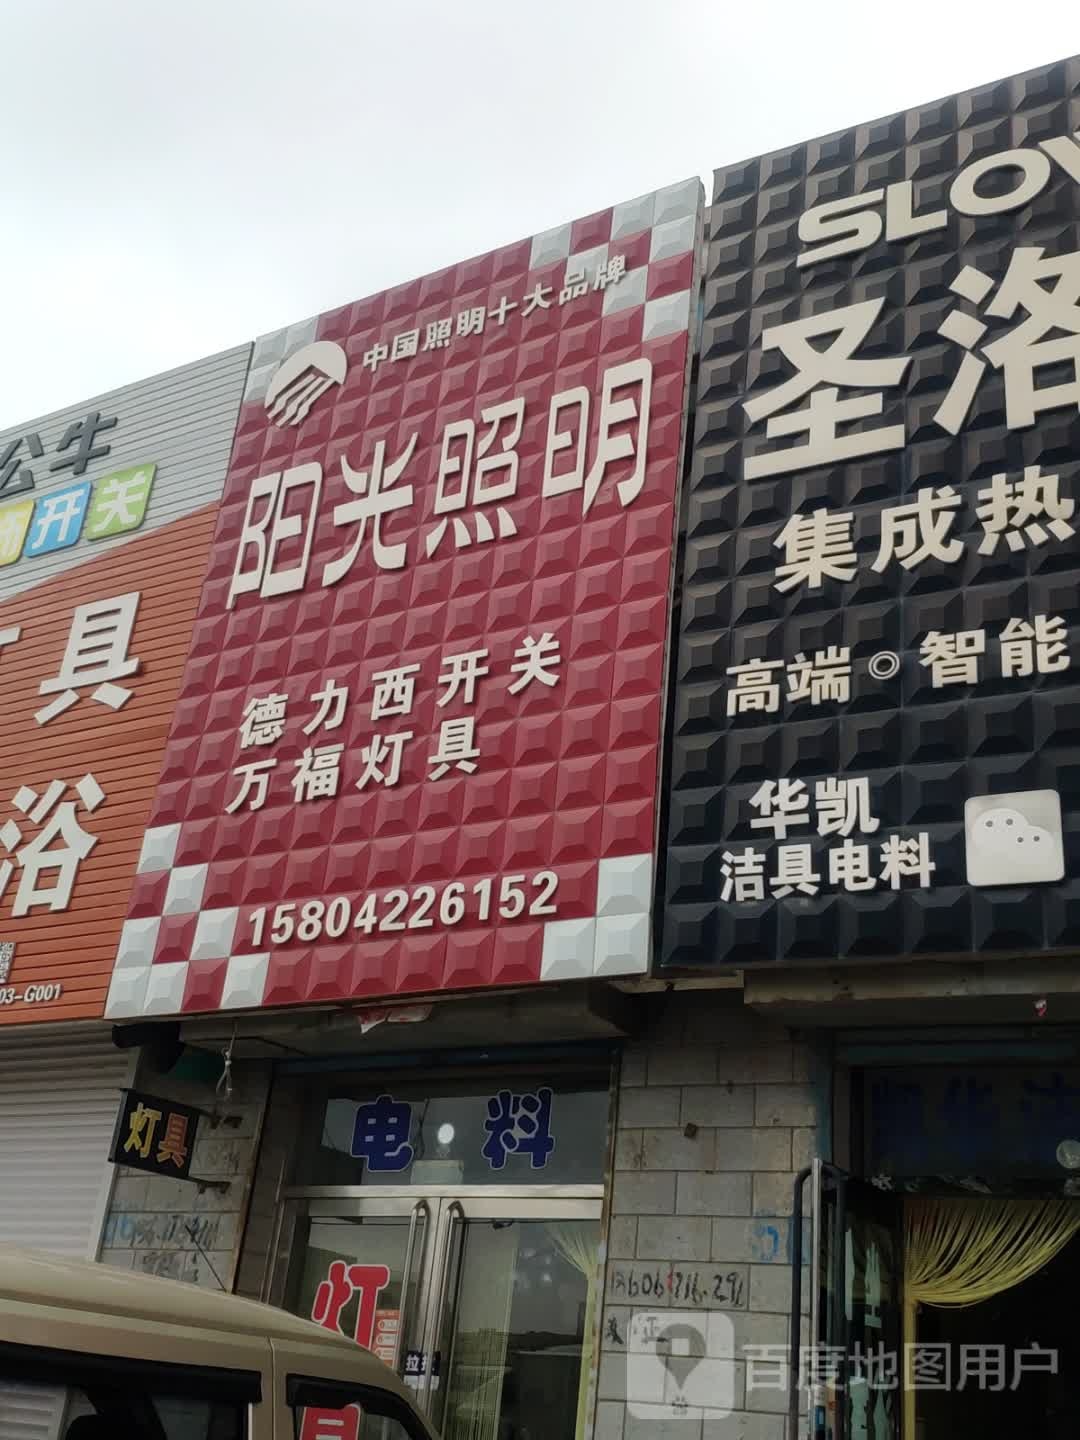 公牛
开关
具
浴
03-G001
中国照明十大品牌
阳光照明
德力西开关
万福灯具
15804226152
SLOV
圣洛
集成热
高端◎智能
华凯
洁具电料
灯具
电料
灯具
百度地图用户